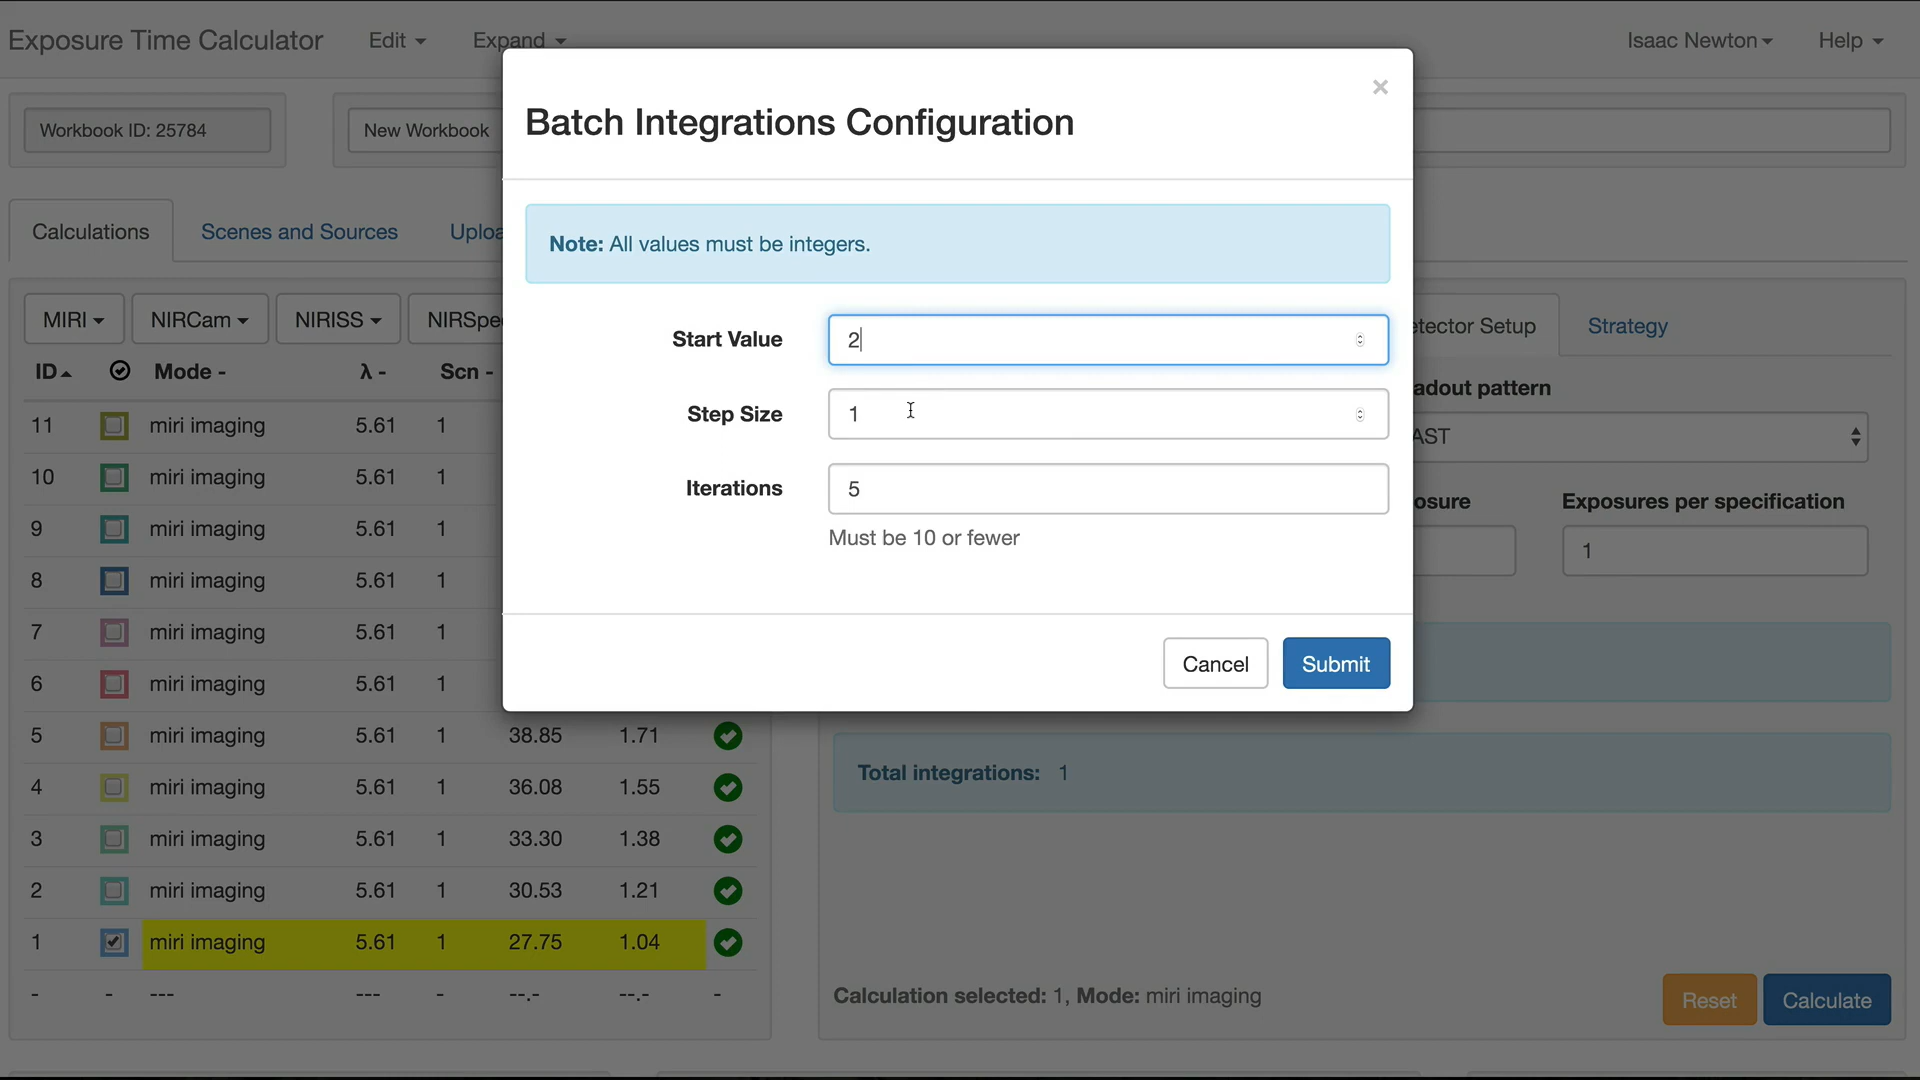 Exposure Time Calculator Edit Expand Isaac Newton Help
Workbook ID: 25784 New Workbook
×
Batch Integrations Configuration
Calculations Scenes and Sources Uploa
Note: All values must be integers.
MIRI NIRCam NIRISS NIRSpe
Start Value 2
etector Setup Strategy
ID Mode - λ - Scn -
adout pattern
Step Size 1
AST
11 miri imaging 5.61 1
10 miri imaging 5.61 1
Iterations 5
osure Exposures per specification
Must be 10 or fewer
1
9 miri imaging 5.61 1
8 miri imaging 5.61 1
7 miri imaging 5.61 1
Cancel Submit
6 miri imaging 5.61 1
5 miri imaging 5.61 1 38.85 1.71
Total integrations: 1
4 miri imaging 5.61 1 36.08 1.55
3 miri imaging 5.61 1 33.30 1.38
2 miri imaging 5.61 1 30.53 1.21
1 miri imaging 5.61 1 27.75 1.04
- - --- --- - --.- --.- -
Calculation selected: 1, Mode: miri imaging
Reset Calculate